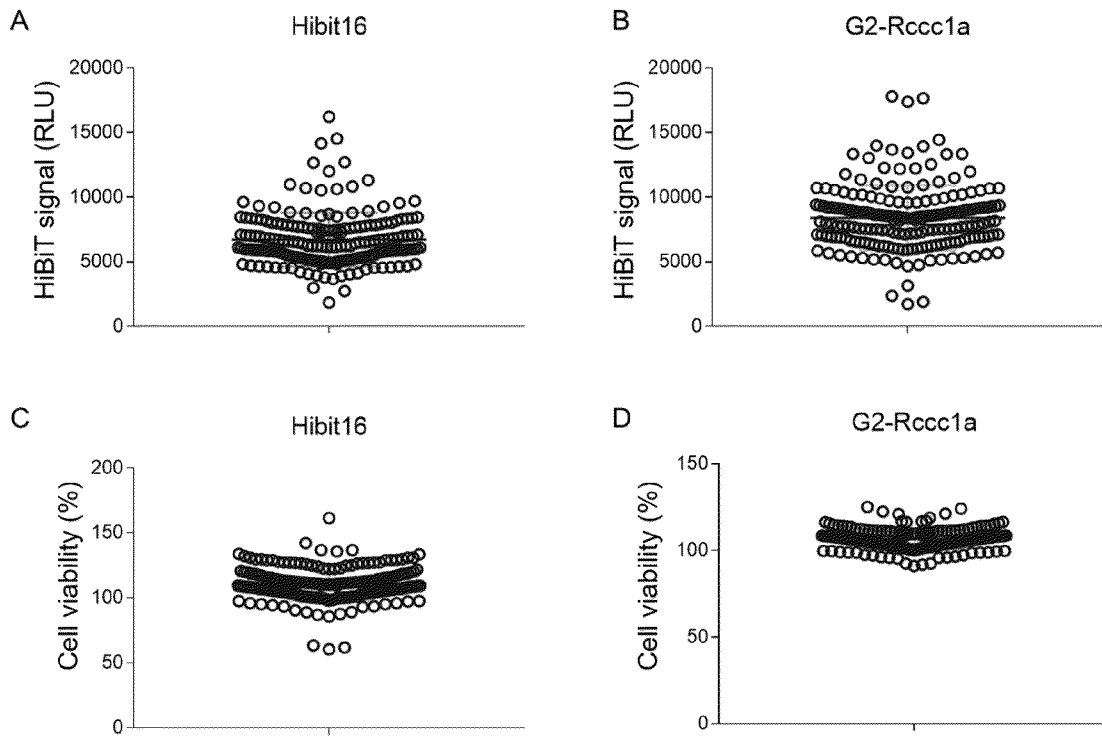 A
Hibit16
HiBiT signal (RLU)
20000
15000
10000
5000
0
B
G2-Rccc1a
HiBiT signal (RLU)
20000
15000
10000
5000
0
C
Hibit16
Cell viability (%)
200
150
100
50
0
D
G2-Rccc1a
Cell viability (%)
150
100
50
0